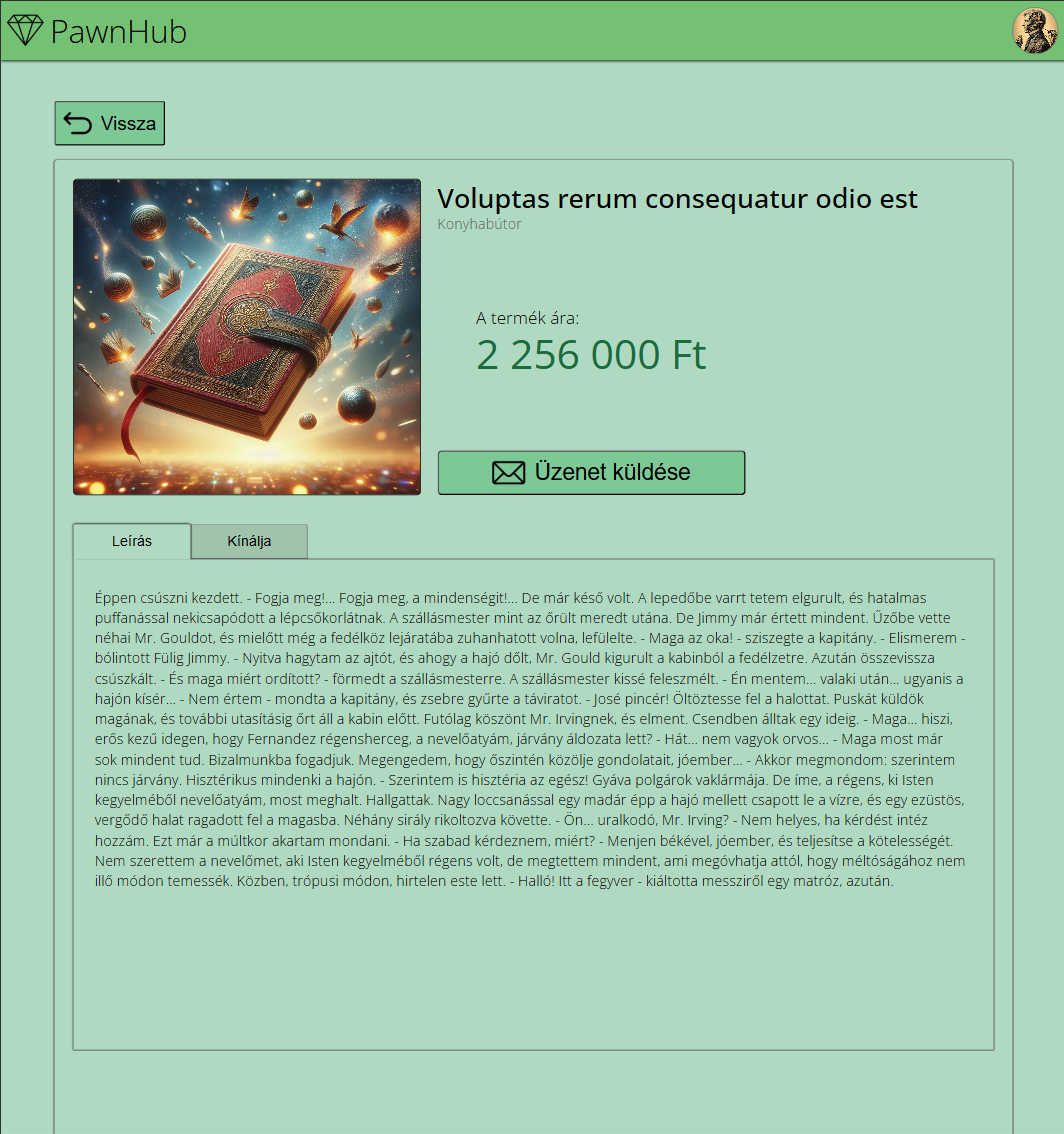 PawnHub
Vissza
Voluptas rerum consequatur odio est
Konyhabútor
A termék ára:
2 256 000 Ft
Üzenet küldése
Leírás
Kínálja
Éppen csúszni kezdett. - Fogja meg!... Fogja meg, a mindenségit!... De már késő volt. A lepedőbe varrt tetem elgurult, és hatalmas
puffanással nekicsapódott a lépcsőkorlátnak. A szállásmester mint az őrült meredt utána. De Jimmy már értett mindent. Űzőbe vette
néhai Mr. Gouldot, és mielőtt még a fedélköz lejáratába zuhanhatott volna, lefülelte. - Maga az oka! - sziszegte a kapitány. - Elismerem -
bólintott Fülig Jimmy. - Nyitva hagytam az ajtót, és ahogy a hajó dőlt, Mr. Gould kigurult a kabinból a fedélzetre. Azután összevissza
csúszkált. - És maga miért ordított? - förmedt a szállásmesterre. A szállásmester kissé feleszmélt. - Én mentem... valaki után... ugyanis a
hajón kísér... - Nem értem - mondta a kapitány, és zsebre gyűrte a táviratot. - José pincér! Öltöztesse fel a halottat. Puskát küldök
magának, és további utasításig őrt áll a kabin előtt. Futólag köszönt Mr. Irvingnek, és elment. Csendben álltak egy ideig. - Maga... hiszi,
erős kezű idegen, hogy Fernandez régensherceg, a nevelőatyám, járvány áldozata lett? - Hát... nem vagyok orvos... - Maga most már
sok mindent tud. Bizalmunkba fogadjuk. Megengedem, hogy őszintén közölje gondolatait, jóember... - Akkor megmondom: szerintem
nincs járvány. Hisztérikus mindenki a hajón. - Szerintem is hisztéria az egész! Gyáva polgárok vaklármája. De íme, a régens, ki Isten
kegyelméből nevelőatyám, most meghalt. Hallgattak. Nagy loccsanással egy madár épp a hajó mellett csapott le a vízre, és egy ezüstös,
vergődő halat ragadott fel a magasba. Néhány sirály rikoltozva követte. - Ön... uralkodó, Mr. Irving? - Nem helyes, ha kérdést intéz
hozzám. Ezt már a múltkor akartam mondani. - Ha szabad kérdeznem, miért? - Menjen békével, jóember, és teljesítse a kötelességét.
Nem szerettem a nevelőmet, aki Isten kegyelméből régens volt, de megtettem mindent, ami megóvhatja attól, hogy méltóságához nem
illő módon temessék. Közben, trópusi módon, hirtelen este lett. - Halló! Itt a fegyver - kiáltotta messziről egy matróz, azután.